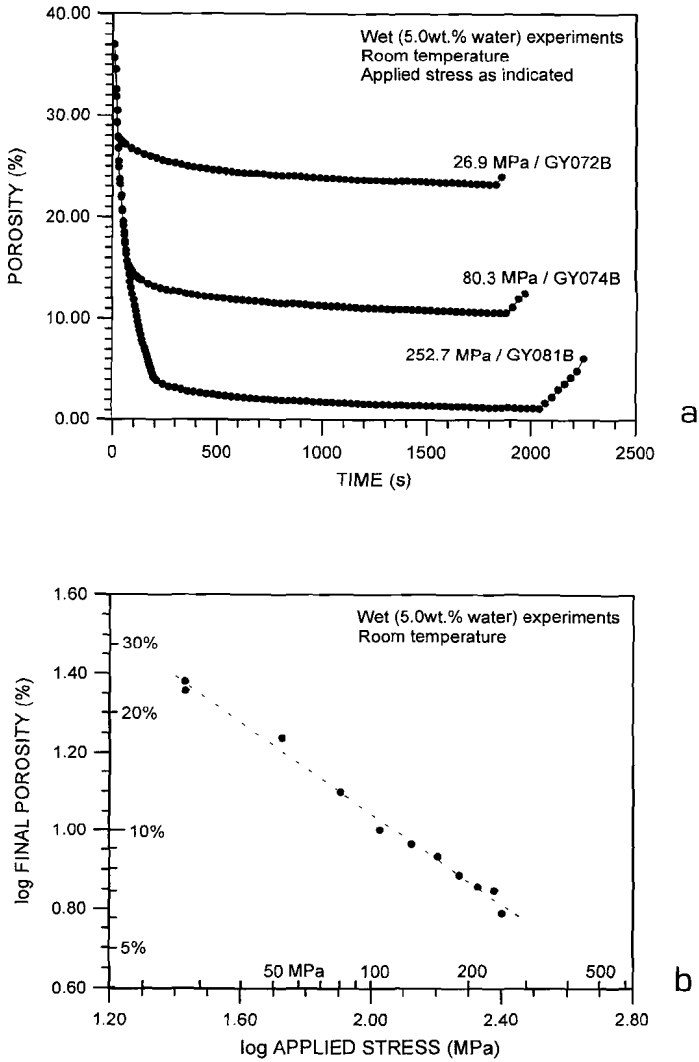 40.00
30.00
20.00
10.00
0.00
POROSITY (%)
Wet (5.0wt.% water) experiments
Room temperature
Applied stress as indicated
26.9 MPa / GY072B
80.3 MPa / GY074B
252.7 MPa / GY081B
0 500 1000 1500 2000 2500
TIME (s)
a
1.60
1.40
1.20
1.00
0.80
0.60
log FINAL POROSITY (%)
30%
20%
10%
5%
Wet (5.0wt.% water) experiments
Room temperature
50 MPa 100 200 500
1.20 1.60 2.00 2.40 2.80
log APPLIED STRESS (MPa)
b